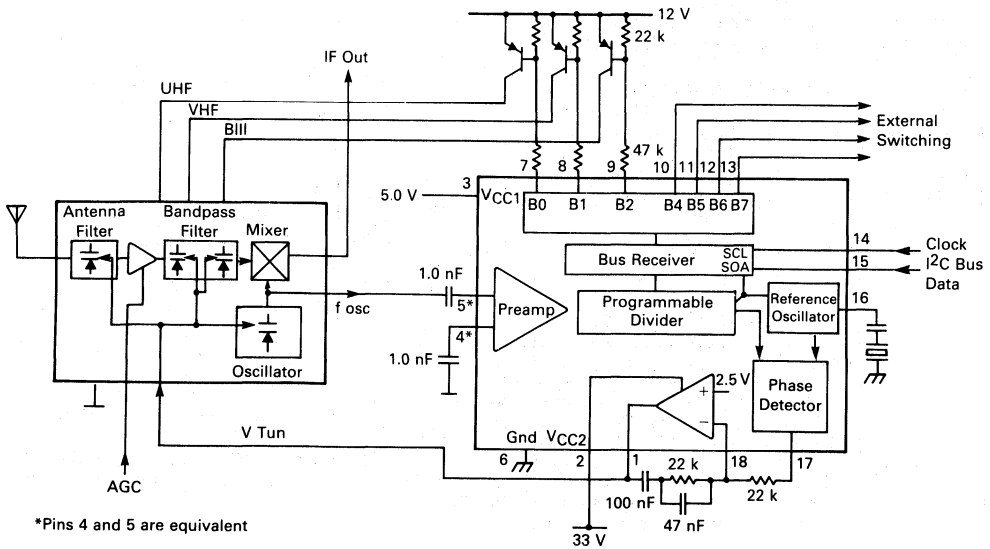 12 V
22 k
IF Out
UHF
VHF
BIII
47 k
7
8
9
10
11
12
13
External
Switching
3
5.0 V
VCC1
B0
B1
B2
B4
B5
B6
B7
Antenna
Filter
Bandpass
Filter
Mixer
14
Clock
SCL
Bus Receiver
SOA
15
I²C Bus
Data
1.0 nF
f osc
5*
Preamp
Programmable
Divider
Reference
Oscillator
16
4*
1.0 nF
Oscillator
2.5 V
+
−
Phase
Detector
V Tun
Gnd
VCC2
6
2
1
22 k
18
17
100 nF
22 k
47 nF
AGC
*Pins 4 and 5 are equivalent
33 V